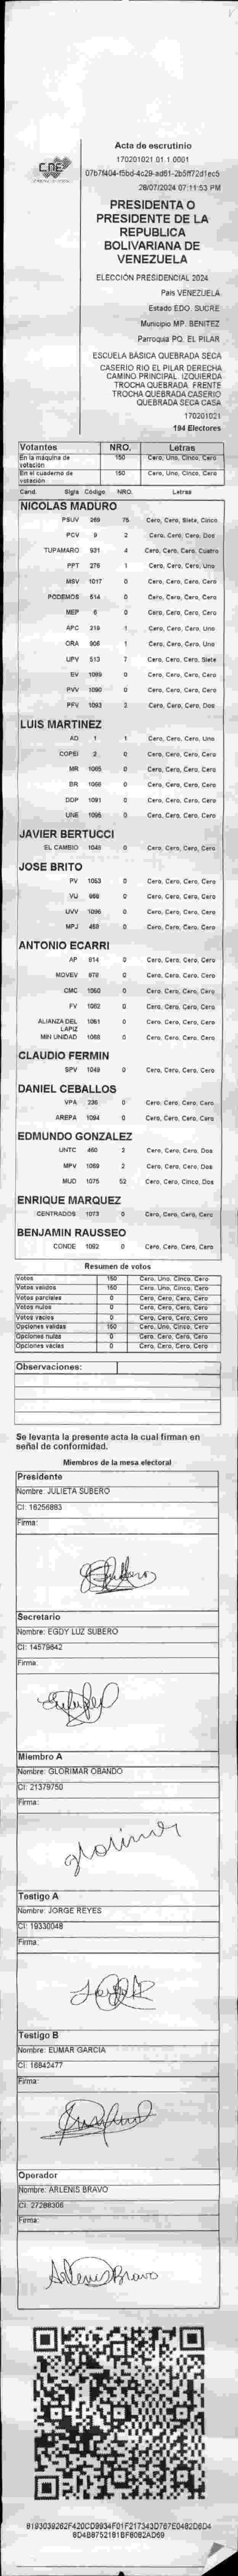 CNE
Acta de escrutinio
170201021.01.1.0001
28/07/2024 07:11:53 PM
PRESIDENTA O
PRESIDENTE DE LA
REPUBLICA
BOLIVARIANA DE
VENEZUELA
ELECCIÓN PRESIDENCIAL 2024
País VENEZUELA
Estado EDO. SUCRE
Municipio MP. BENITEZ
Parroquia PQ. EL PILAR
ESCUELA BÁSICA QUEBRADA SECA
CASERIO RIO EL PILAR DERECHA
CAMINO PRINCIPAL. IZQUIERDA
TROCHA QUEBRADA. FRENTE
TROCHA QUEBRADA CASERIO
QUEBRADA SECA CASA
170201021
194 Electores
Votantes NRO. Letras
En la máquina de votación 150 Cero, Uno, Cinco, Cero
En el cuaderno de votación 150 Cero, Uno, Cinco, Cero
Cand. Sigla Código NRO. Letras
NICOLAS MADURO
PSUV 269 75 Cero, Cero, Siete, Cinco
PCV 9 2 Cero, Cero, Cero, Dos
TUPAMARO 931 4 Cero, Cero, Cero, Cuatro
PPT 276 1 Cero, Cero, Cero, Uno
MSV 1017 0 Cero, Cero, Cero, Cero
PODEMOS 514 0 Cero, Cero, Cero, Cero
MEP 6 0 Cero, Cero, Cero, Cero
APC 219 1 Cero, Cero, Cero, Uno
ORA 906 1 Cero, Cero, Cero, Uno
UPV 513 7 Cero, Cero, Cero, Siete
EV 1089 0 Cero, Cero, Cero, Cero
PVV 1090 0 Cero, Cero, Cero, Cero
PFV 1093 2 Cero, Cero, Cero, Dos
LUIS MARTINEZ
AD 1 1 Cero, Cero, Cero, Uno
COPEI 2 0 Cero, Cero, Cero, Cero
MR 1065 0 Cero, Cero, Cero, Cero
BR 1066 0 Cero, Cero, Cero, Cero
DDP 1091 0 Cero, Cero, Cero, Cero
UNE 1095 0 Cero, Cero, Cero, Cero
JAVIER BERTUCCI
EL CAMBIO 1048 0 Cero, Cero, Cero, Cero
JOSE BRITO
PV 1053 0 Cero, Cero, Cero, Cero
VU 968 0 Cero, Cero, Cero, Cero
UVV 1096 0 Cero, Cero, Cero, Cero
MPJ 458 0 Cero, Cero, Cero, Cero
ANTONIO ECARRI
AP 914 0 Cero, Cero, Cero, Cero
MOVEV 978 0 Cero, Cero, Cero, Cero
CMC 1060 0 Cero, Cero, Cero, Cero
FV 1062 0 Cero, Cero, Cero, Cero
ALIANZA DEL LAPIZ 1061 0 Cero, Cero, Cero, Cero
MIN UNIDAD 1088 0 Cero, Cero, Cero, Cero
CLAUDIO FERMIN
SPV 1049 0 Cero, Cero, Cero, Cero
DANIEL CEBALLOS
VPA 236 0 Cero, Cero, Cero, Cero
AREPA 1094 0 Cero, Cero, Cero, Cero
EDMUNDO GONZALEZ
UNTC 460 2 Cero, Cero, Cero, Dos
MPV 1069 2 Cero, Cero, Cero, Dos
MUD 1075 52 Cero, Cero, Cinco, Dos
ENRIQUE MARQUEZ
CENTRADOS 1073 0 Cero, Cero, Cero, Cero
BENJAMIN RAUSSEO
CONDE 1092 0 Cero, Cero, Cero, Cero
Resumen de votos
Votos 150 Cero, Uno, Cinco, Cero
Votos validos 150 Cero, Uno, Cinco, Cero
Votos parciales 0 Cero, Cero, Cero, Cero
Votos nulos 0 Cero, Cero, Cero, Cero
Votos vacios 0 Cero, Cero, Cero, Cero
Opciones validas 150 Cero, Uno, Cinco, Cero
Opciones nulas 0 Cero, Cero, Cero, Cero
Opciones vacias 0 Cero, Cero, Cero, Cero
Observaciones:
Se levanta la presente acta la cual firman en
señal de conformidad.
Miembros de la mesa electoral
Presidente
Nombre: JULIETA SUBERO
CI: 16256883
Firma:
Secretario
Nombre: EGDY LUZ SUBERO
CI: 14579642
Firma:
Miembro A
Nombre: GLORIMAR OBANDO
CI: 21379750
Firma:
Testigo A
Nombre: JORGE REYES
CI: 19330048
Firma:
Testigo B
Nombre: EUMAR GARCIA
CI: 16842477
Firma:
Operador
Nombre: ARLENIS BRAVO
CI: 27288306
Firma:
Arlenis Bravo